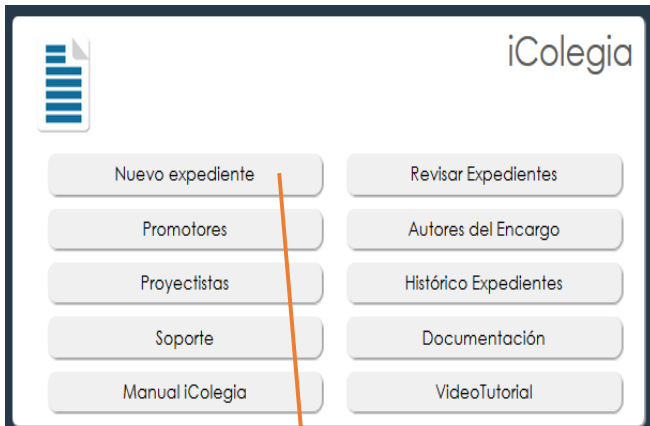 iColegia
Nuevo expediente
Revisar Expedientes
Promotores
Autores del Encargo
Proyectistas
Histórico Expedientes
Soporte
Documentación
Manual iColegia
VideoTutorial